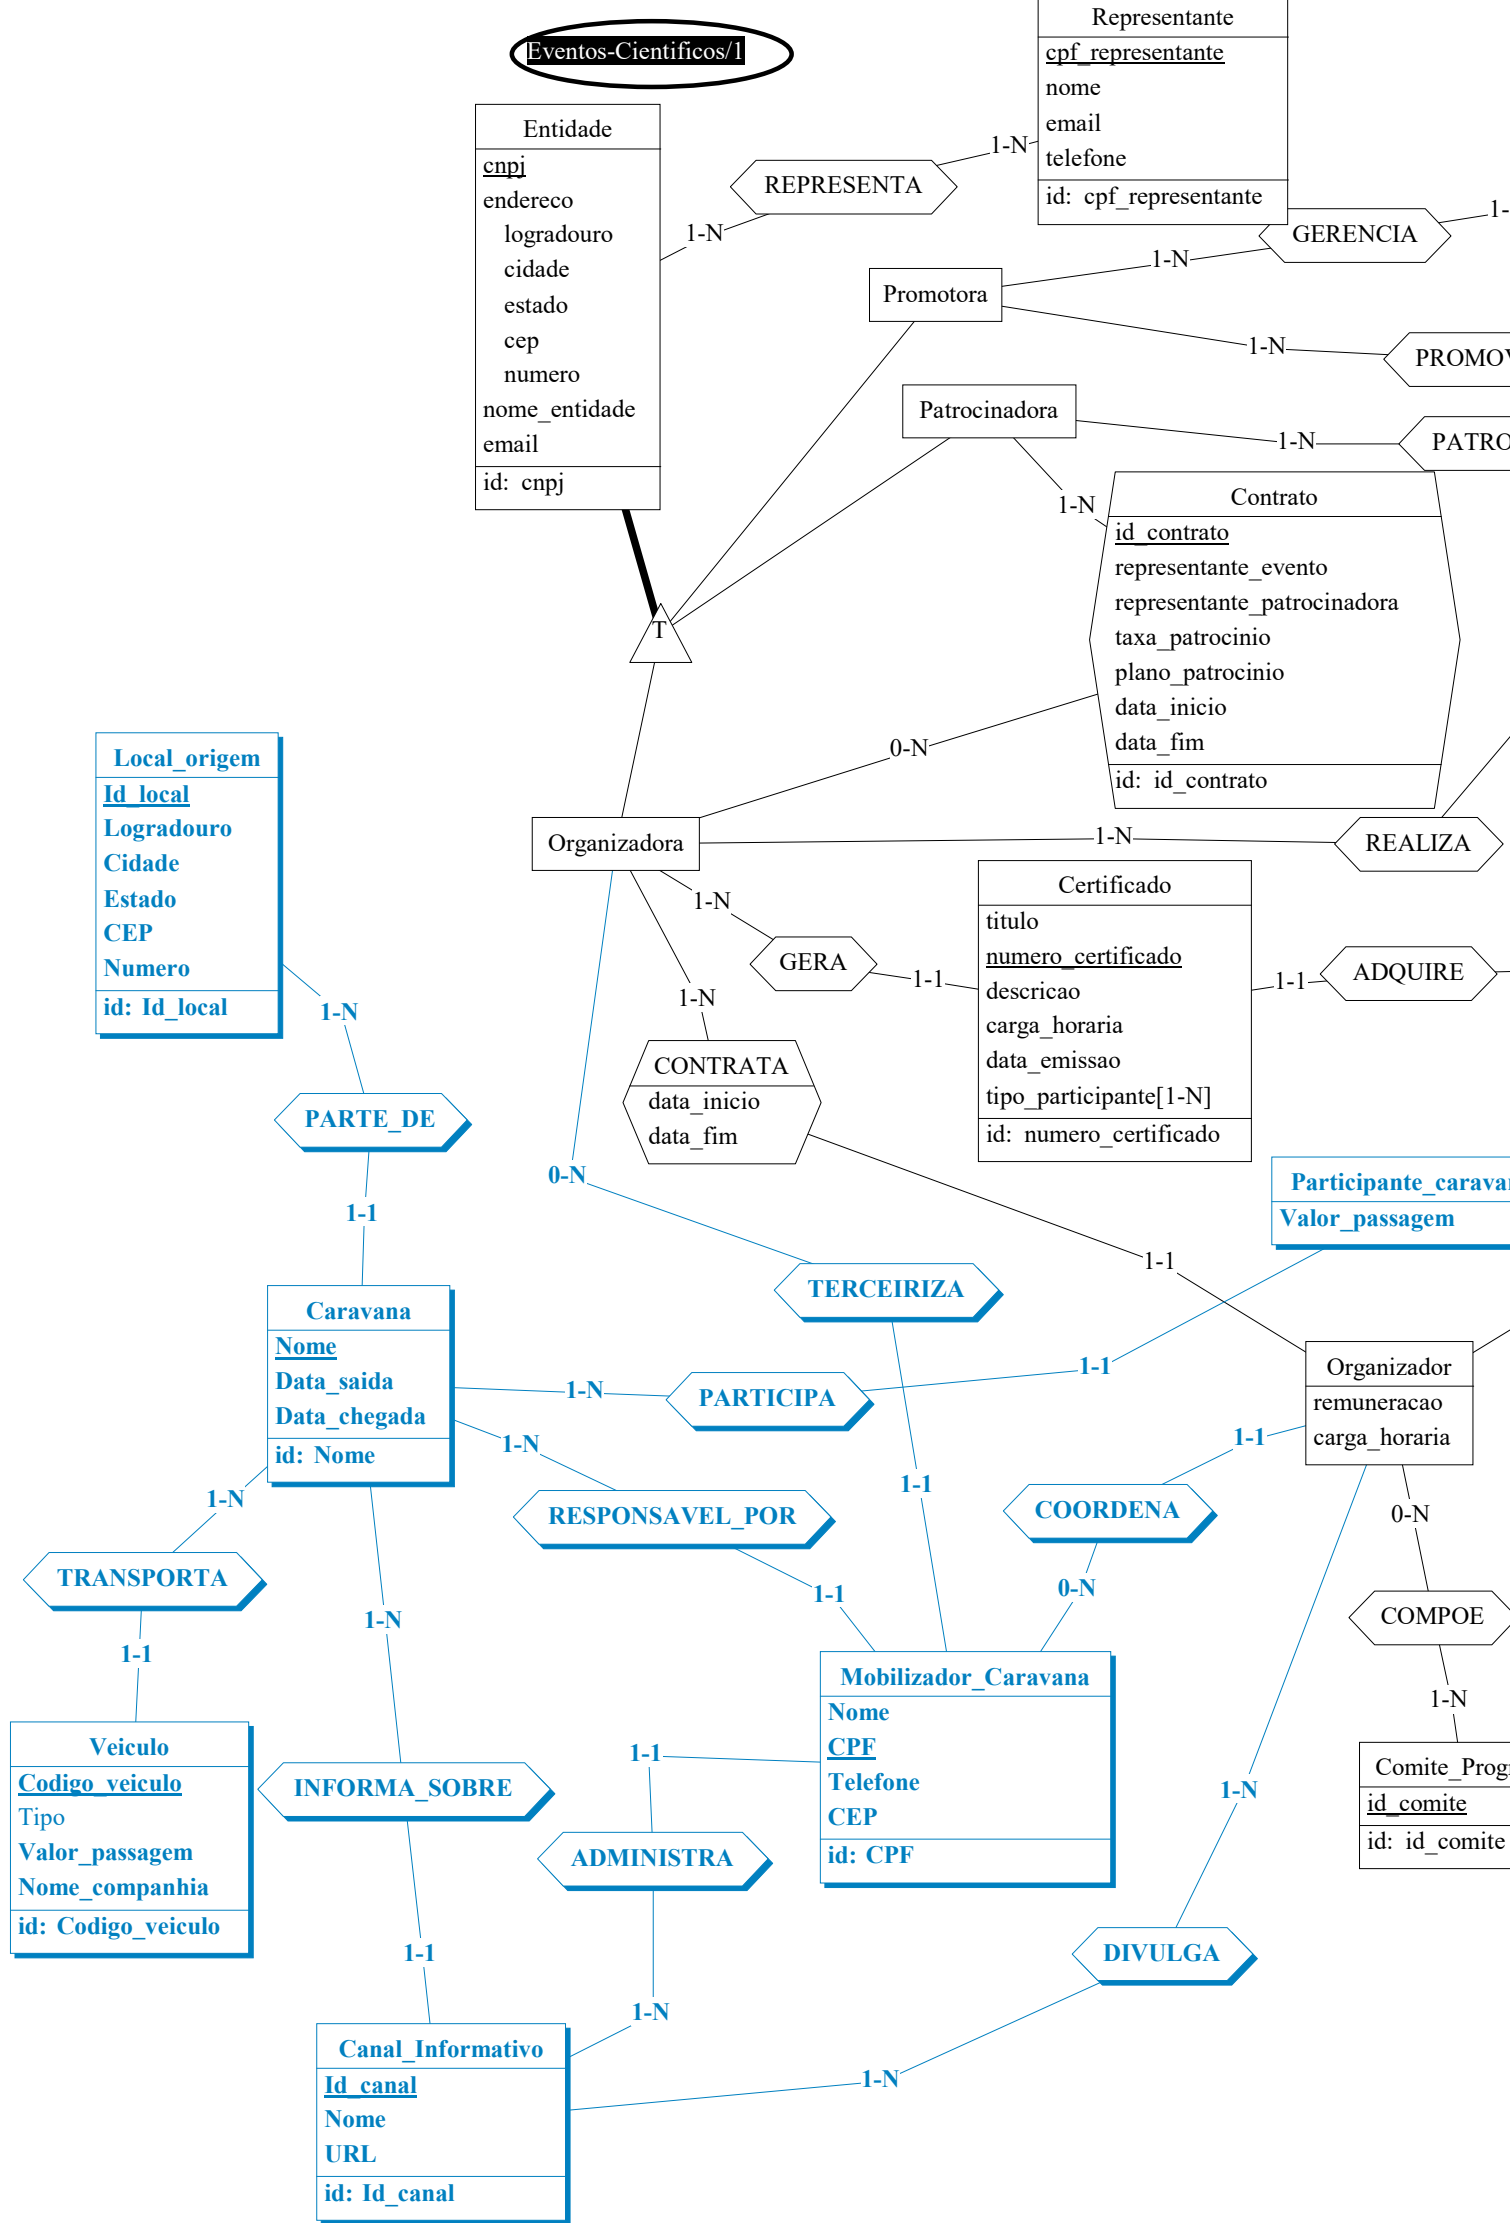 Eventos-Cientificos/1
Representante
cpf_representante
nome
email
telefone
id: cpf_representante
Entidade
cnpj
endereco
logradouro
cidade
estado
cep
numero
nome_entidade
email
id: cnpj
1-N
REPRESENTA
1-N
GERENCIA
1-
1-N
Promotora
1-N
PROMOV
Patrocinadora
1-N
PATRO
1-N
Contrato
id_contrato
representante_evento
representante_patrocinadora
taxa_patrocinio
plano_patrocinio
data_inicio
data_fim
id: id_contrato
T
0-N
Local_origem
Id_local
Logradouro
Cidade
Estado
CEP
Numero
id: Id_local
Organizadora
1-N
REALIZA
1-N
GERA
1-1
Certificado
titulo
numero_certificado
descricao
carga_horaria
data_emissao
tipo_participante[1-N]
id: numero_certificado
1-1
ADQUIRE
1-N
CONTRATA
data_inicio
data_fim
1-N
PARTE_DE
1-1
0-N
TERCEIRIZA
1-1
Participante_carava
Valor_passagem
Caravana
Nome
Data_saida
Data_chegada
id: Nome
1-N
PARTICIPA
1-1
Organizador
remuneracao
carga_horaria
1-N
RESPONSAVEL_POR
1-1
1-1
1-1
COORDENA
0-N
0-N
COMPOE
1-N
1-N
TRANSPORTA
1-1
1-N
Veiculo
Codigo_veiculo
Tipo
Valor_passagem
Nome_companhia
id: Codigo_veiculo
INFORMA_SOBRE
1-1
1-1
ADMINISTRA
1-N
Mobilizador_Caravana
Nome
CPF
Telefone
CEP
id: CPF
1-N
Comite_Prog
id_comite
id: id_comite
DIVULGA
1-N
Canal_Informativo
Id_canal
Nome
URL
id: Id_canal